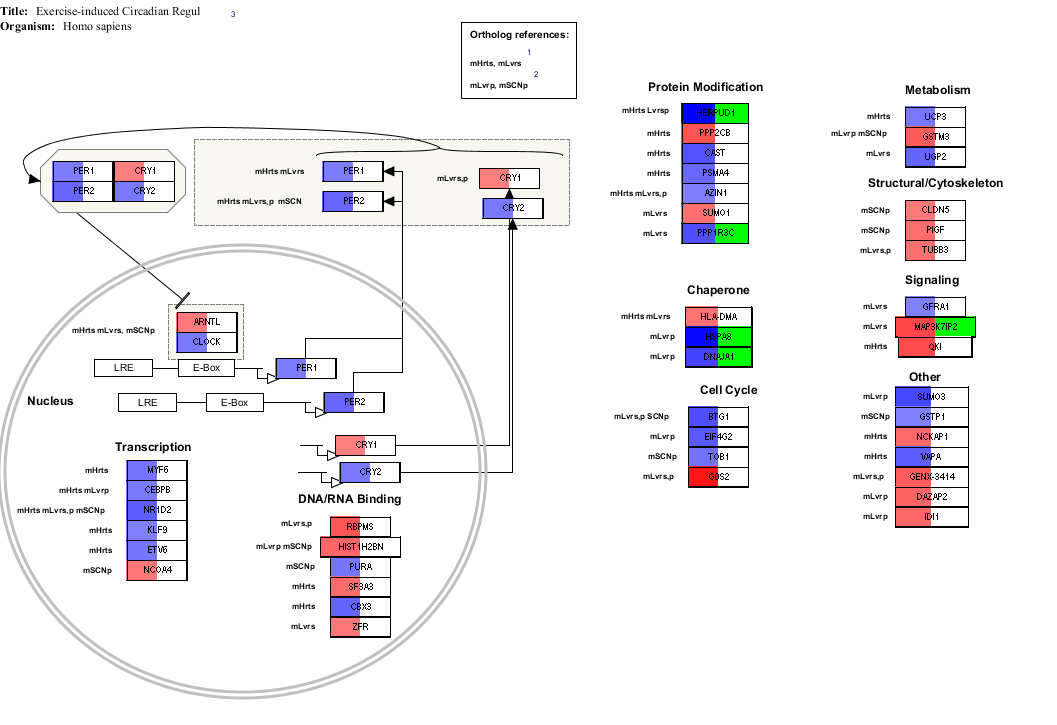 Title: Exercise-induced Circadian Regul
3
Organism: Homo sapiens
Ortholog references:
1
mHrts, mLvrs
2
mLvrp, mSCNp
PER1 CRY1
PER2 CRY2
mHrts mLvrs PER1
mHrts mLvrs,p mSCN PER2
mLvrs,p CRY1
CRY2
mHrts mLvrs, mSCNp
ARNTL
CLOCK
LRE E-Box PER1
LRE E-Box PER2
Nucleus
CRY1
CRY2
Transcription
mHrts MYF6
mHrts mLvrp CEBPB
mHrts mLvrs,p mSCNp NR1D2
mHrts KLF9
mHrts ETV6
mSCNp NCOA4
DNA/RNA Binding
mLvrs,p RBPMS
mLvrp mSCNp HIST1H2BN
mSCNp PURA
mHrts SF3A3
mHrts CBX3
mLvrs ZFR
Protein Modification
mHrts Lvrsp HERPUD1
mHrts PPP2CB
mHrts CAST
mHrts PSMA4
mHrts mLvrs,p AZIN1
mLvrs SUMO1
mLvrs PPP1R3C
Chaperone
mHrts mLvrs HLA-DMA
mLvrp HSPA8
mLvrp DNAJA1
Cell Cycle
mLvrs,p SCNp BTG1
mLvrp EIF4G2
mSCNp TOB1
mLvrs,p G0S2
Metabolism
mHrts UCP3
mLvrp mSCNp GSTM3
mLvrs UGP2
Structural/Cytoskeleton
mSCNp CLDN5
mSCNp PIGF
mLvrs,p TUBB3
Signaling
mLvrs GFRA1
mLvrs MAP3K7IP2
mHrts QKI
Other
mLvrp SUMO3
mSCNp GSTP1
mHrts NCKAP1
mHrts VAPA
mLvrs,p GENX-3414
mLvrp DAZAP2
mLvrp IDI1